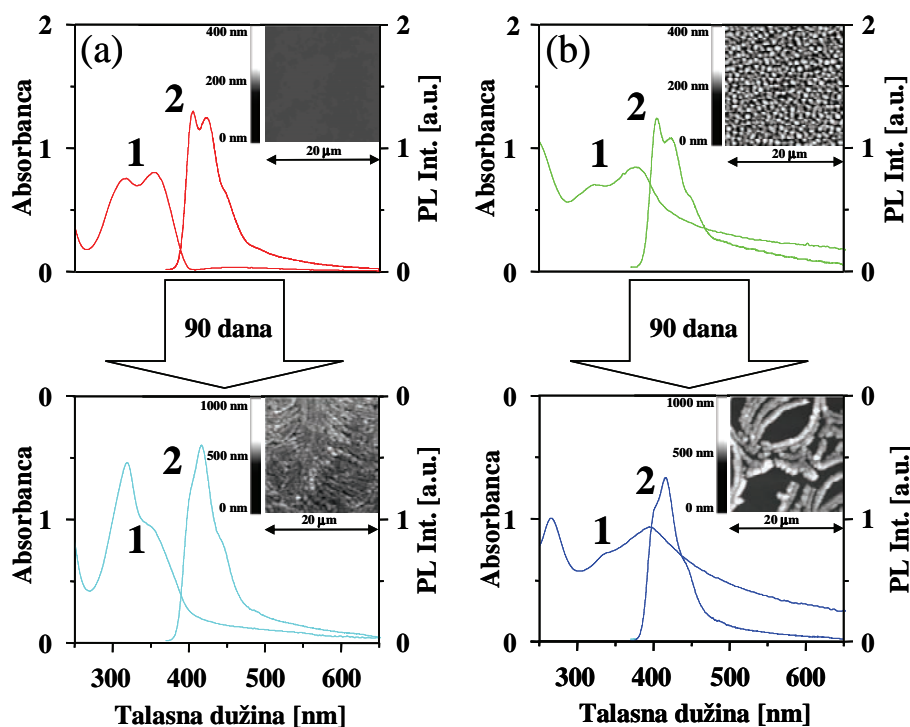 (a)
2
1
0
Absorbanca
1
2
400 nm
200 nm
0 nm
20 µm
2
1
0
PL Int. [a.u.]
(b)
2
1
0
Absorbanca
1
2
400 nm
200 nm
0
20 µm
2
1
0
PL Int. [a.u.]
90 dana
90 dana
0
1
0
Absorbanca
1
2
1000 nm
500 nm
0 nm
20 µm
0
1
0
PL Int. [a.u.]
300 400 500 600
Talasna dužina [nm]
0
1
0
Absorbanca
1
2
1000 nm
500 nm
0 nm
20 µm
0
1
0
PL Int. [a.u.]
300 400 500 600
Talasna dužina [nm]